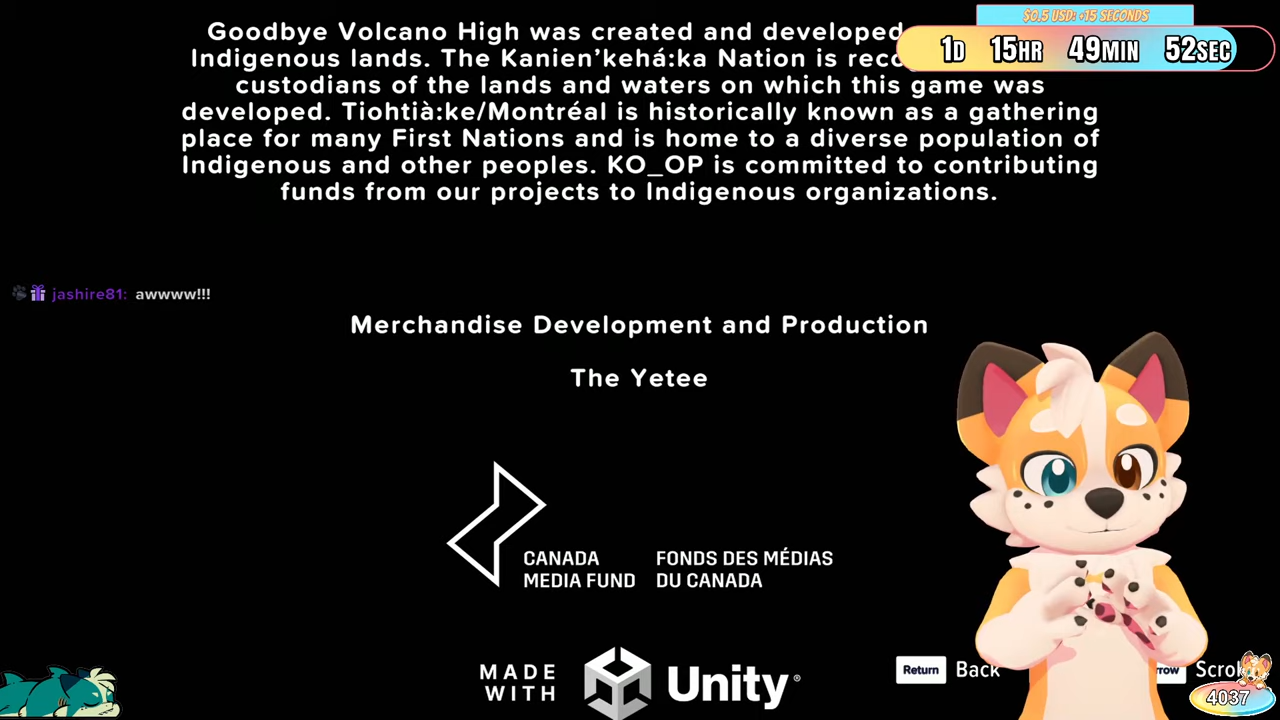 $0.5 USD: +15 SECONDS
1D 15HR 49MIN 52SEC
Goodbye Volcano High was created and developed
Indigenous lands. The Kanien'kehá:ka Nation is
custodians of the lands and waters on which this game was
developed. Tiohtià:ke/Montréal is historically known as a gathering
place for many First Nations and is home to a diverse population of
Indigenous and other peoples. KO_OP is committed to contributing
funds from our projects to Indigenous organizations.
jashire81: awwww!!!
Merchandise Development and Production
The Yetee
CANADA FONDS DES MÉDIAS
MEDIA FUND DU CANADA
MADE
WITH
Unity®
Return Back
4037